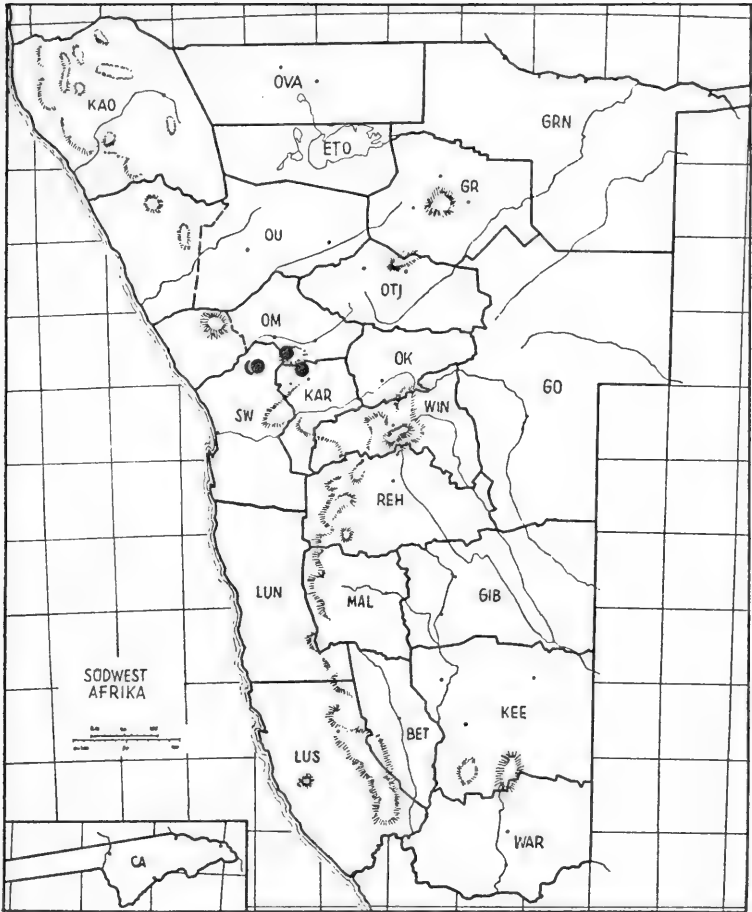 OVA
KAO
GRN
ETO
GR
OU
OTJ
OM
OK
GO
KAR
SW
WIN
REH
LUN
MAL
GIB
SÜDWEST
AFRIKA
KEE
BET
LUS
WAR
CA